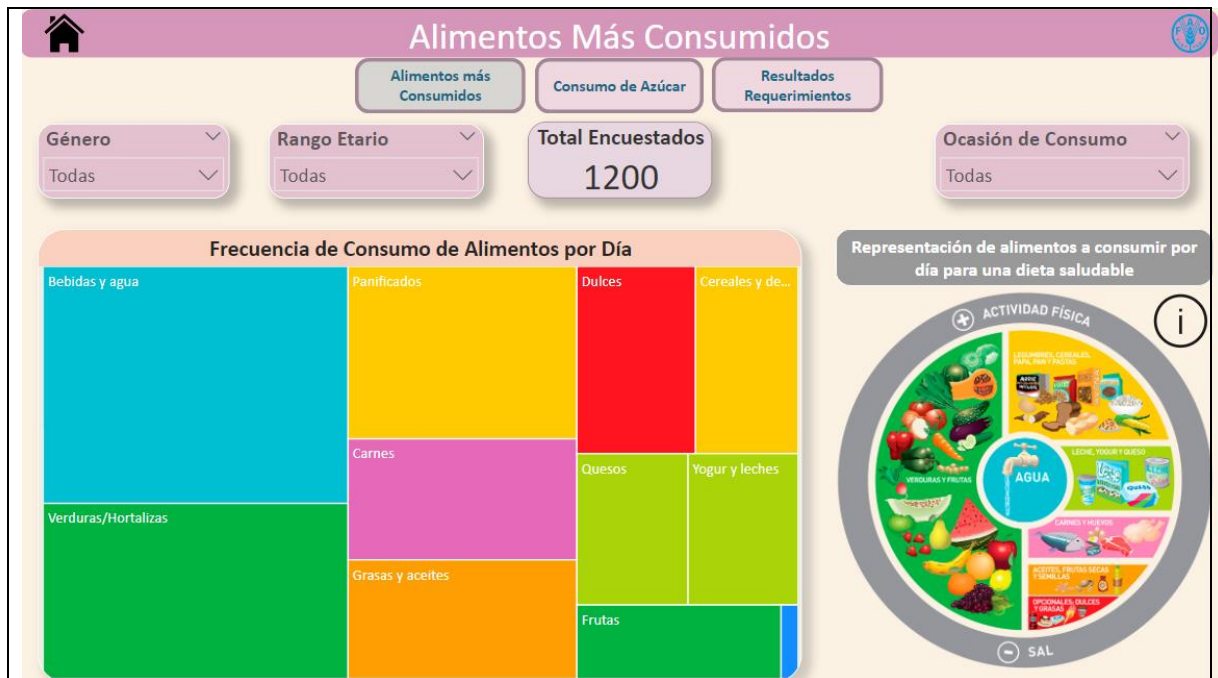 Alimentos Más Consumidos
FAO
Alimentos más
Consumidos
Consumo de Azúcar
Resultados
Requerimientos
Género
Todas
Rango Etario
Todas
Total Encuestados
1200
Ocasión de Consumo
Todas
Frecuencia de Consumo de Alimentos por Día
Bebidas y agua
Panificados
Dulces
Cereales y de...
Carnes
Quesos
Yogur y leches
Verduras/Hortalizas
Grasas y aceites
Frutas
Representación de alimentos a consumir por
día para una dieta saludable
i
+ ACTIVIDAD FÍSICA
LEGUMBRES, CEREALES,
PAPA, PAN Y PASTAS
LECHE, YOGUR Y QUESO
AGUA
VERDURAS Y FRUTAS
CARNES Y HUEVOS
ACEITES, FRUTAS SECAS
Y SEMILLAS
OPCIONALES: DULCES
Y GRASAS
- SAL